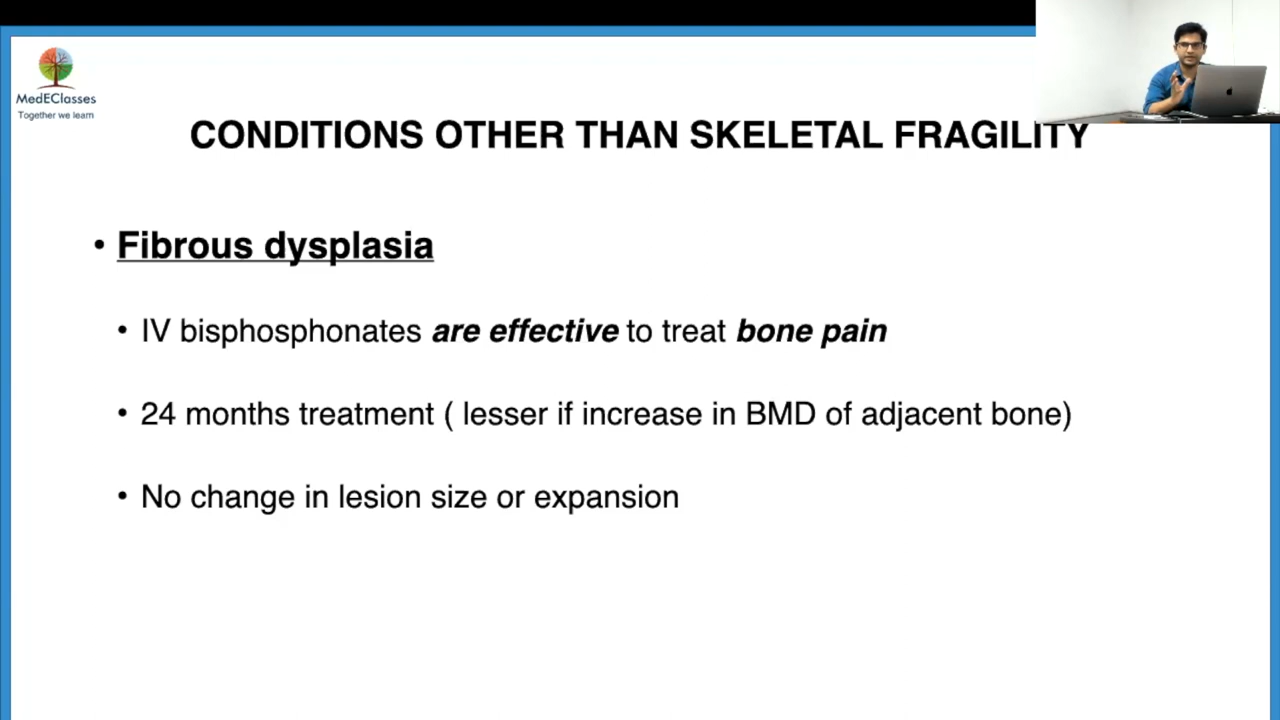 MedEClasses
Together we learn
CONDITIONS OTHER THAN SKELETAL FRAGILITY
• Fibrous dysplasia
• IV bisphosphonates are effective to treat bone pain
• 24 months treatment ( lesser if increase in BMD of adjacent bone)
• No change in lesion size or expansion